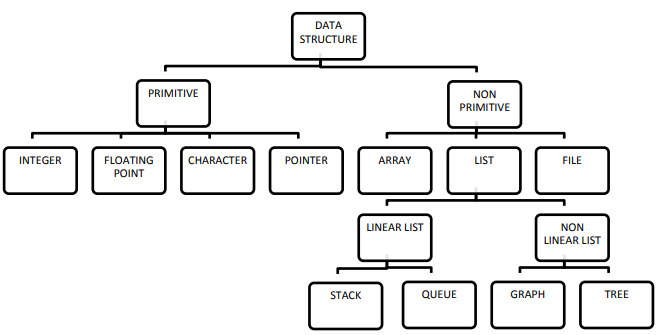 DATA
STRUCTURE
PRIMITIVE
NON
PRIMITIVE
INTEGER
FLOATING
POINT
CHARACTER
POINTER
ARRAY
LIST
FILE
LINEAR LIST
NON
LINEAR LIST
STACK
QUEUE
GRAPH
TREE